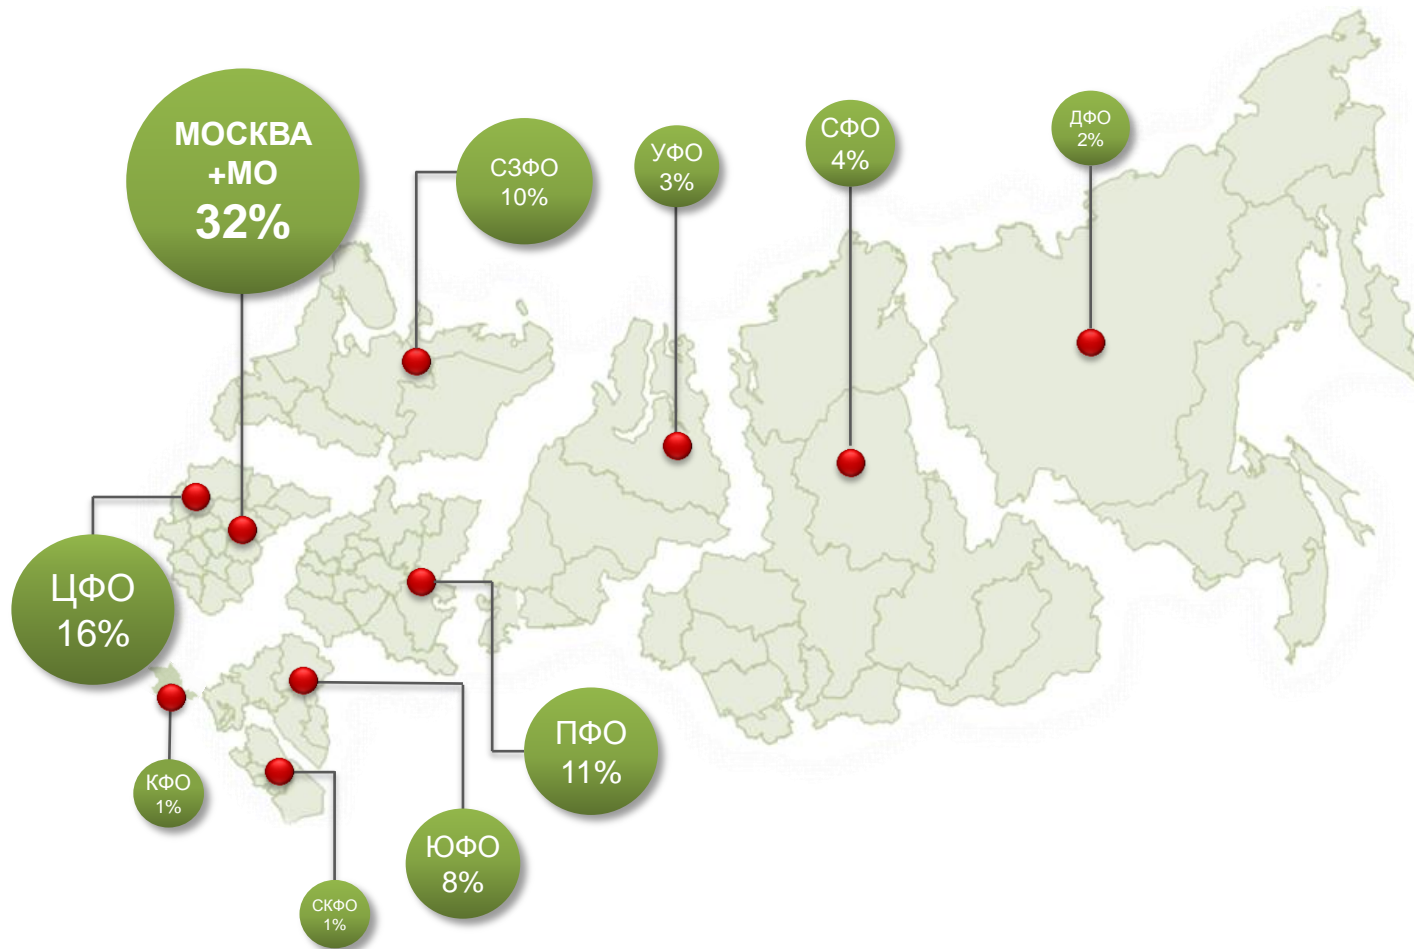 МОСКВА
+МО
32%
СЗФО
10%
УФО
3%
СФО
4%
ДФО
2%
ЦФО
16%
ПФО
11%
КФО
1%
ЮФО
8%
СКФО
1%